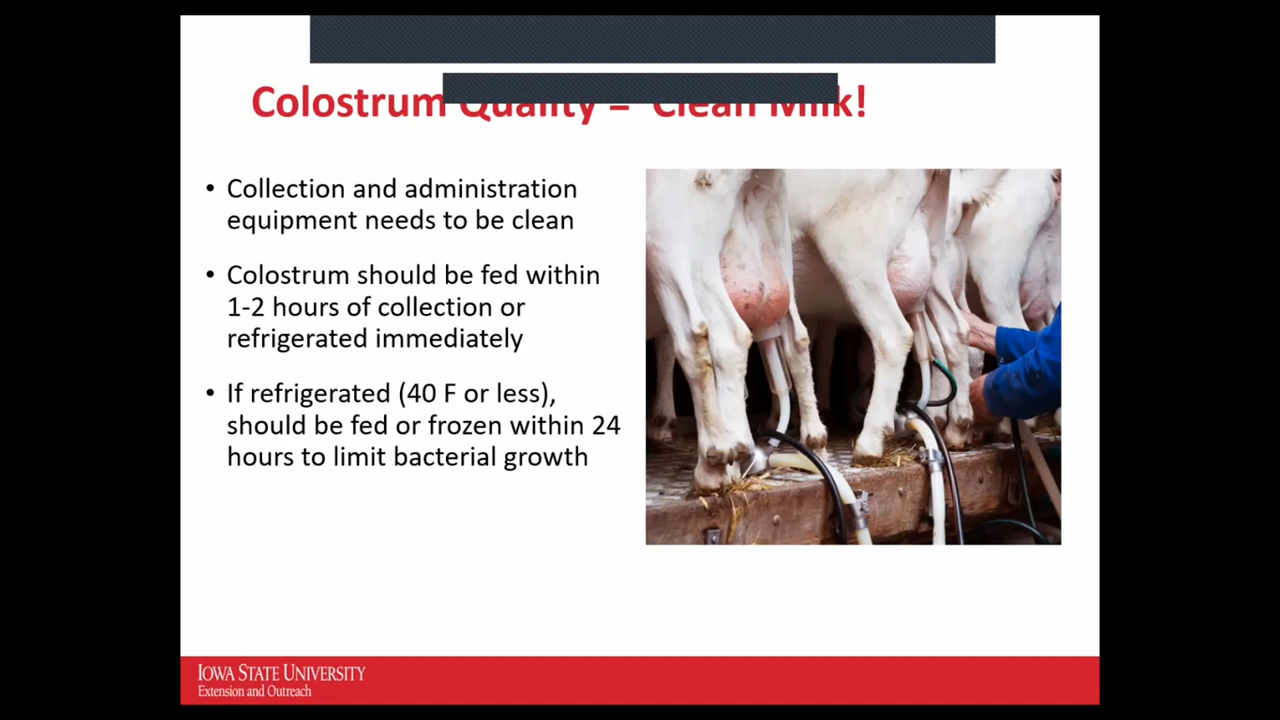 Colostrum Quality = Clean Milk!
• Collection and administration
equipment needs to be clean
• Colostrum should be fed within
1-2 hours of collection or
refrigerated immediately
• If refrigerated (40 F or less),
should be fed or frozen within 24
hours to limit bacterial growth
IOWA STATE UNIVERSITY
Extension and Outreach